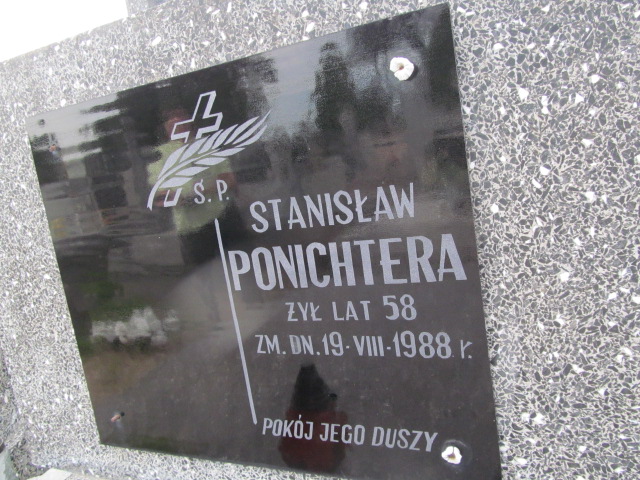 Ś.P.
STANISŁAW
PONICHTERA
ŻYŁ LAT 58
ZM. DN. 19·VIII·1988 r.
POKÓJ JEGO DUSZY